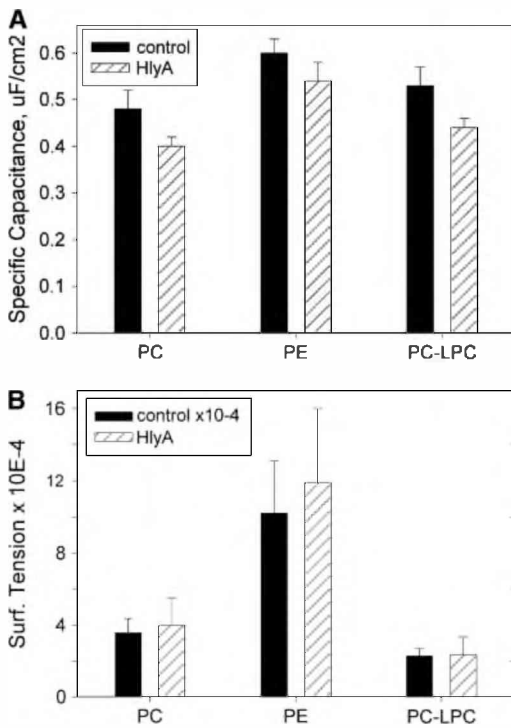 A
control
HlyA
Specific Capacitance, uF/cm2
0.6
0.5
0.4
0.3
0.2
0.1
0.0
PC PE PC-LPC
B
control x10-4
HlyA
Surf. Tension x 10E-4
16
12
8
4
0
PC PE PC-LPC